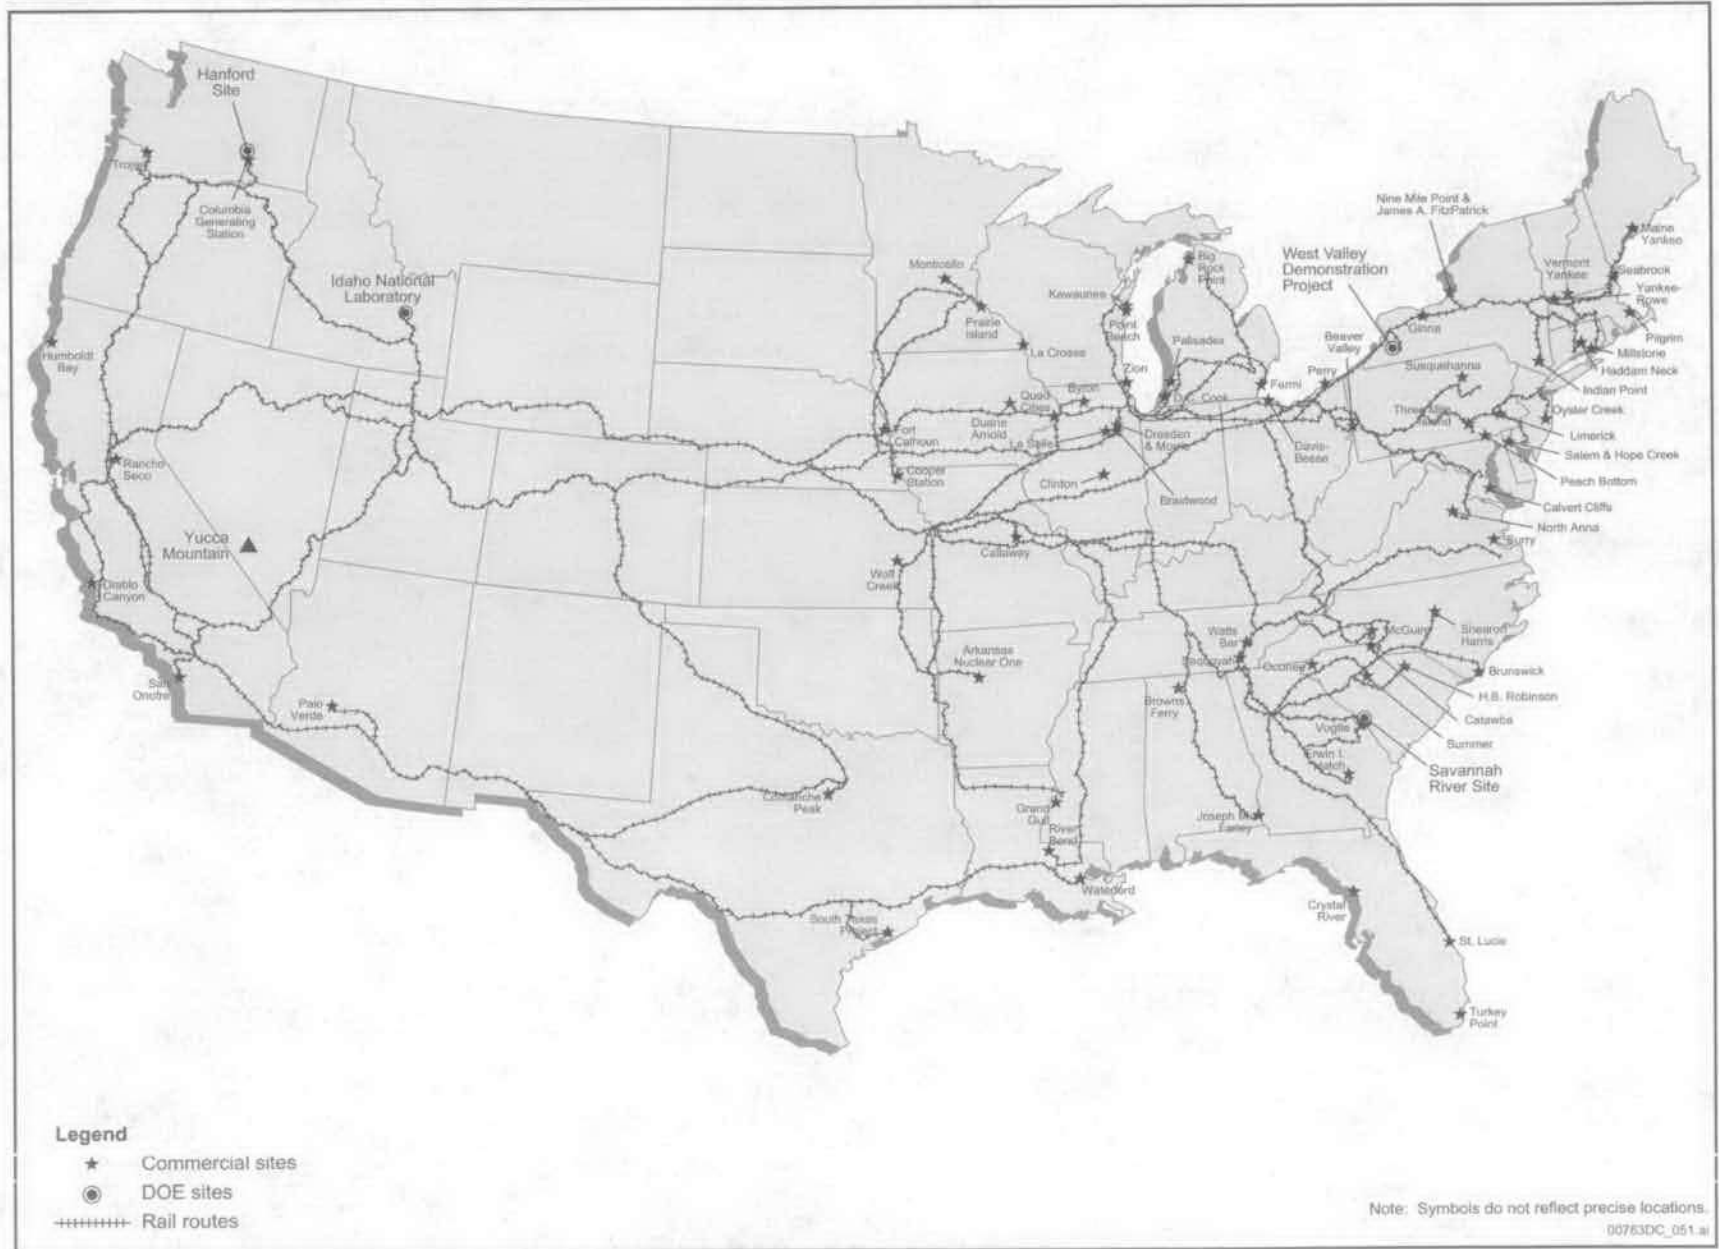 Hanford
Site
Trojan
Columbia
Generating
Station
Idaho National
Laboratory
Humboldt
Bay
Rancho
Seco
Yucca
Mountain
Diablo
Canyon
San
Onofre
Palo
Verde
Monticello
Prairie
Island
La Crosse
Kewaunee
Point
Beach
Big
Rock
Point
Palisades
Zion
Byron
Quad
Cities
Duane
Arnold
La Salle
D.C. Cook
Dresden
& Morris
Braidwood
Clinton
Fort
Calhoun
Cooper
Station
Callaway
Wolf
Creek
Arkansas
Nuclear One
Comanche
Peak
South Texas
Project
Grand
Gulf
River
Bend
Waterford
Nine Mile Point &
James A. FitzPatrick
West Valley
Demonstration
Project
Ginna
Beaver
Valley
Perry
Fermi
Davis-
Besse
Susquehanna
Three Mile
Island
Maine
Yankee
Vermont
Yankee
Seabrook
Yankee-
Rowe
Pilgrim
Millstone
Haddam Neck
Indian Point
Oyster Creek
Limerick
Salem & Hope Creek
Peach Bottom
Calvert Cliffs
North Anna
Surry
Watts
Bar
Sequoyah
Oconee
McGuire
Shearon
Harris
Brunswick
H.B. Robinson
Catawba
Summer
Savannah
River Site
Vogtle
Erwin I.
Hatch
Browns
Ferry
Joseph M.
Farley
Crystal
River
St. Lucie
Turkey
Point
Legend
Commercial sites
DOE sites
Rail routes
Note: Symbols do not reflect precise locations.
00763DC_051.ai